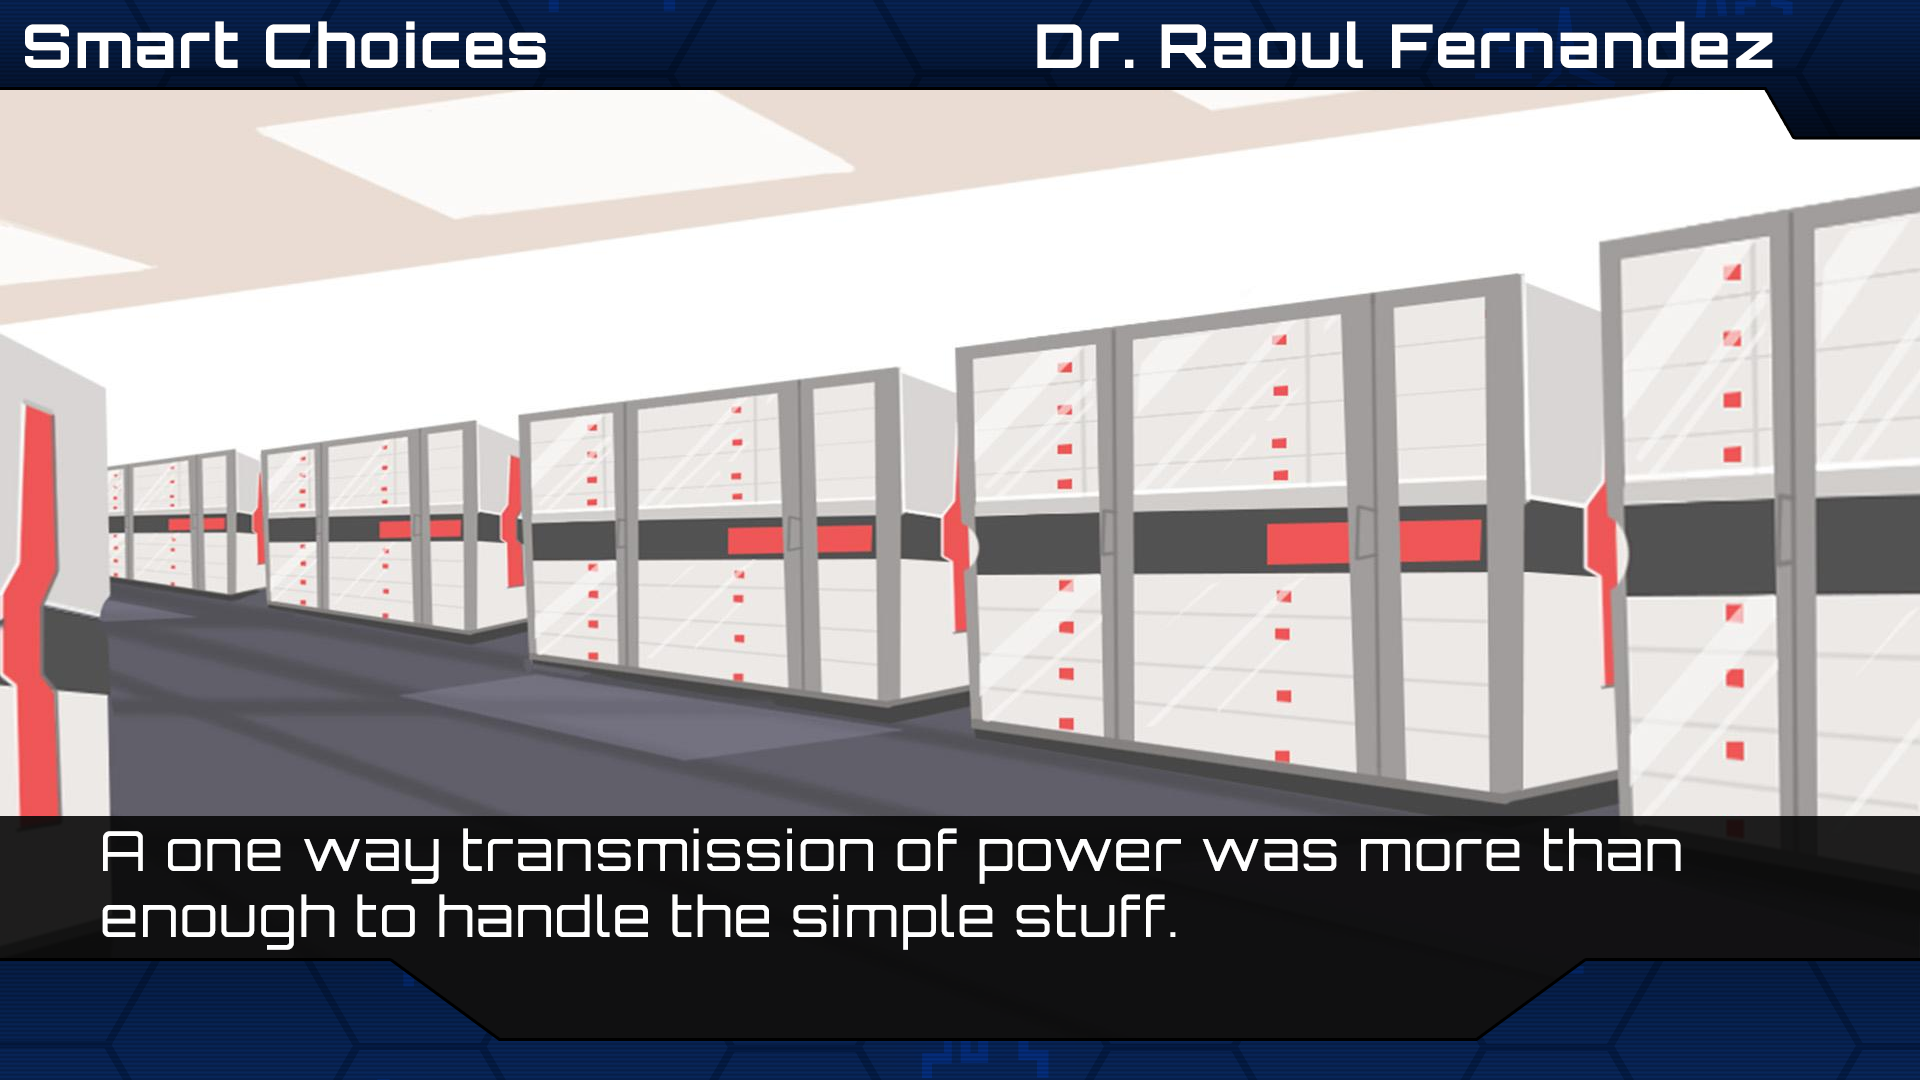 Smart Choices
Dr. Raoul Fernandez
A one way transmission of power was more than
enough to handle the simple stuff.